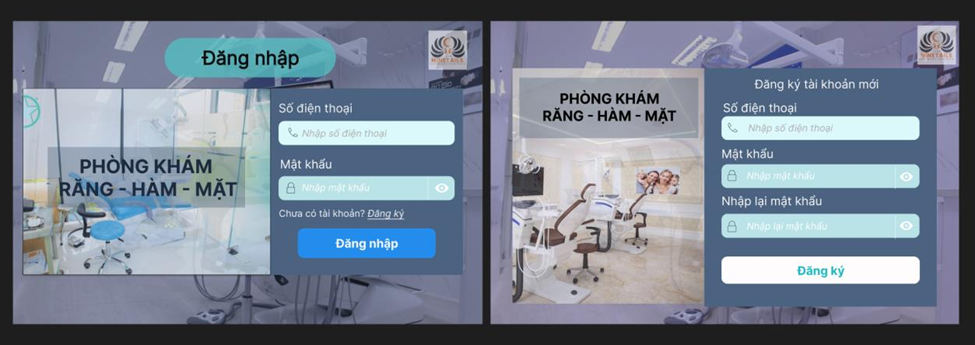 Đăng nhập
NINETAILS
PHÒNG KHÁM
RĂNG - HÀM - MẶT
Số điện thoại
Nhập số điện thoại
Mật khẩu
Nhập mật khẩu
Chưa có tài khoản? Đăng ký
Đăng nhập
NINETAILS
PHÒNG KHÁM
RĂNG - HÀM - MẶT
Đăng ký tài khoản mới
Số điện thoại
Nhập số điện thoại
Mật khẩu
Nhập mật khẩu
Nhập lại mật khẩu
Nhập lại mật khẩu
Đăng ký